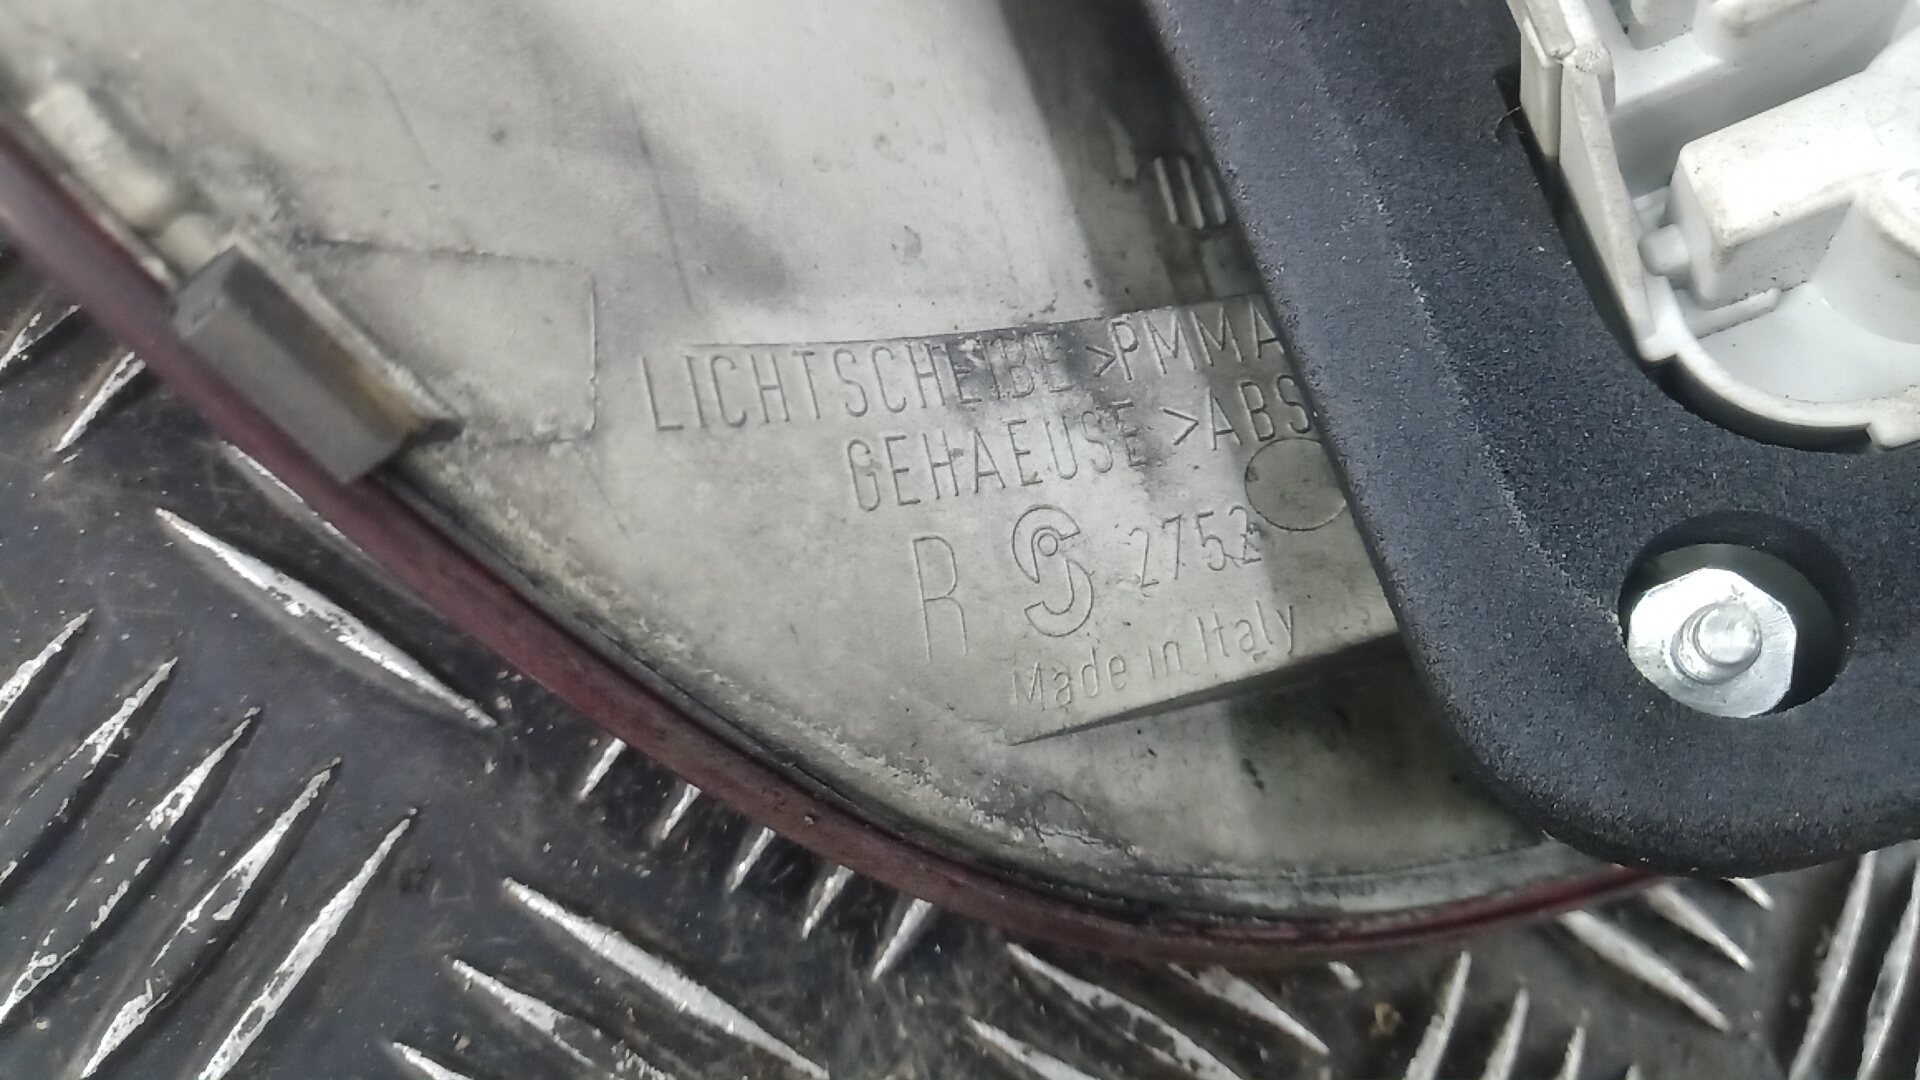 LICHTSCHEIBE >PMMA
GEHAEUSE >ABS
R 2752
Made in Italy